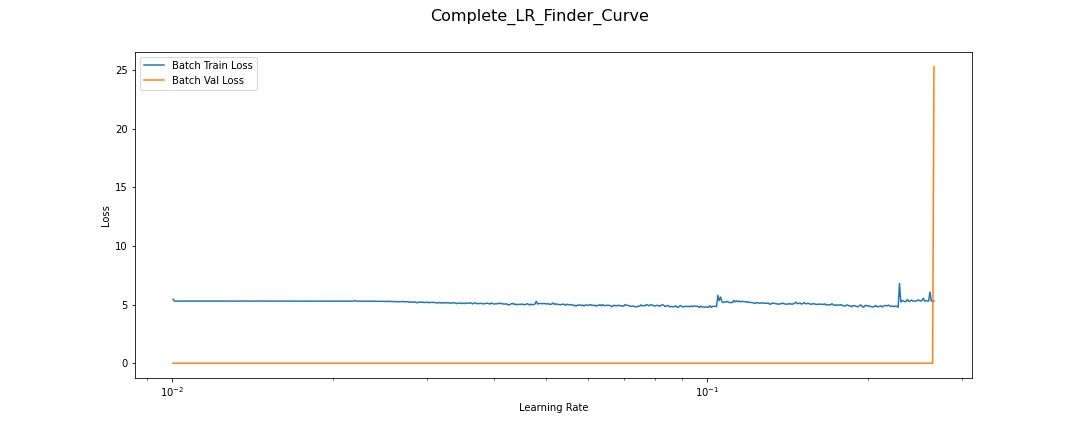 Complete_LR_Finder_Curve
Batch Train Loss
Batch Val Loss
25
20
15
10
5
0
Loss
10⁻² 10⁻¹
Learning Rate